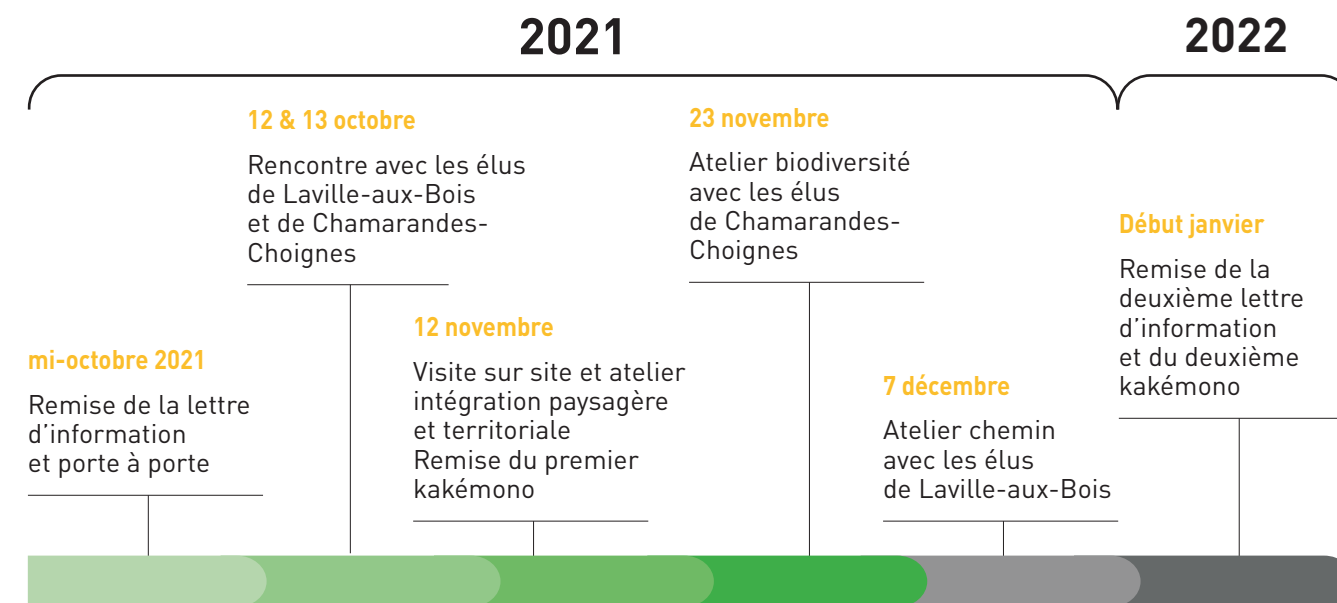 2021
2022
mi-octobre 2021
Remise de la lettre
d’information
et porte à porte
12 & 13 octobre
Rencontre avec les élus
de Laville-aux-Bois
et de Chamarandes-
Choignes
12 novembre
Visite sur site et atelier
intégration paysagère
et territoriale
Remise du premier
kakémono
23 novembre
Atelier biodiversité
avec les élus
de Chamarandes-
Choignes
7 décembre
Atelier chemin
avec les élus
de Laville-aux-Bois
Début janvier
Remise de la
deuxième lettre
d’information
et du deuxième
kakémono